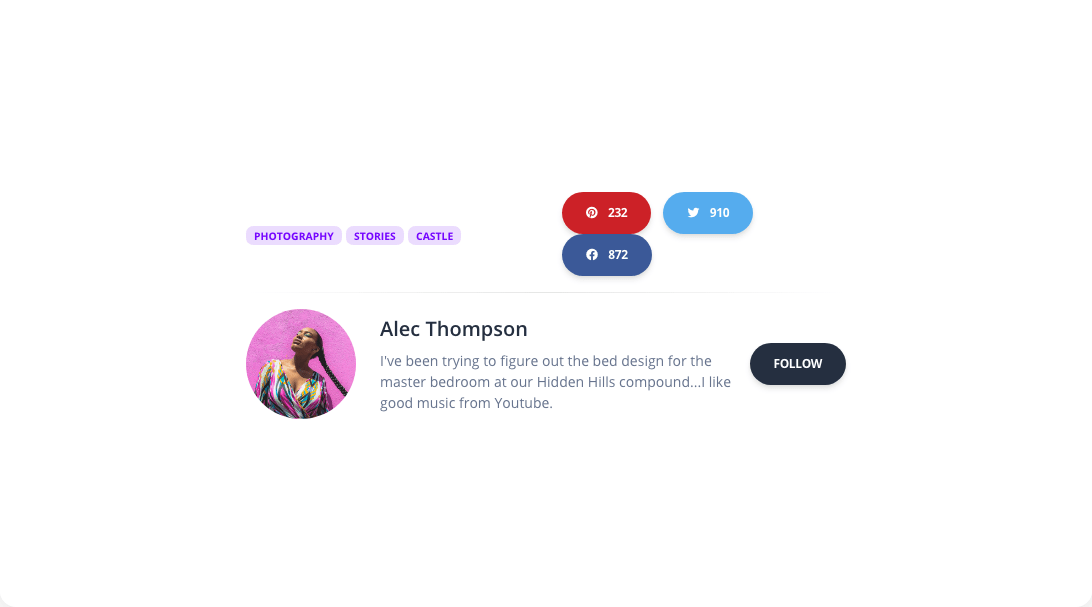 232 910
PHOTOGRAPHY STORIES CASTLE
872
Alec Thompson
I've been trying to figure out the bed design for the
master bedroom at our Hidden Hills compound...I like
good music from Youtube.
FOLLOW